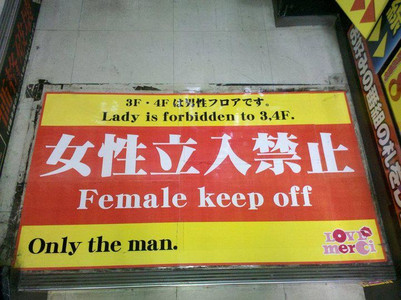 3F・4Fは男性フロアです。
Lady is forbidden to 3,4F.
女性立入禁止
Female keep off
Only the man.
LOVE
merci